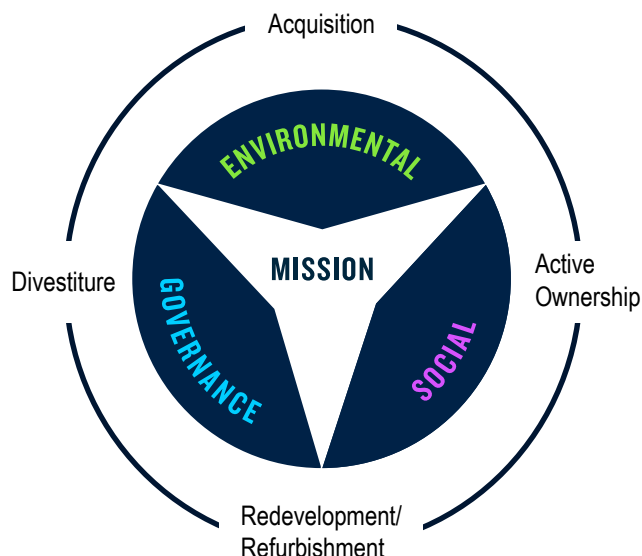 Acquisition
ENVIRONMENTAL
MISSION
Divestiture
GOVERNANCE
Active
Ownership
SOCIAL
Redevelopment/
Refurbishment